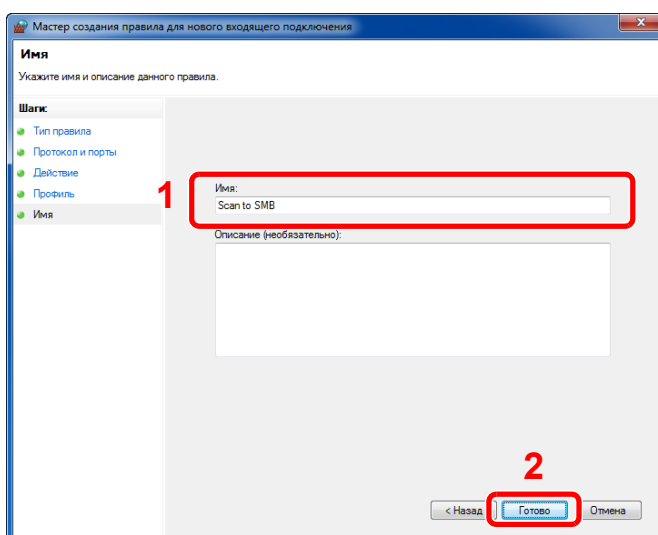 Мастер создания правила для нового входящего подключения
Имя
Укажите имя и описание данного правила.
Шаги:
Тип правила
Протокол и порты
Действие
Профиль
Имя
1
Имя:
Scan to SMB
Описание (необязательно):
2
< Назад
Готово
Отмена